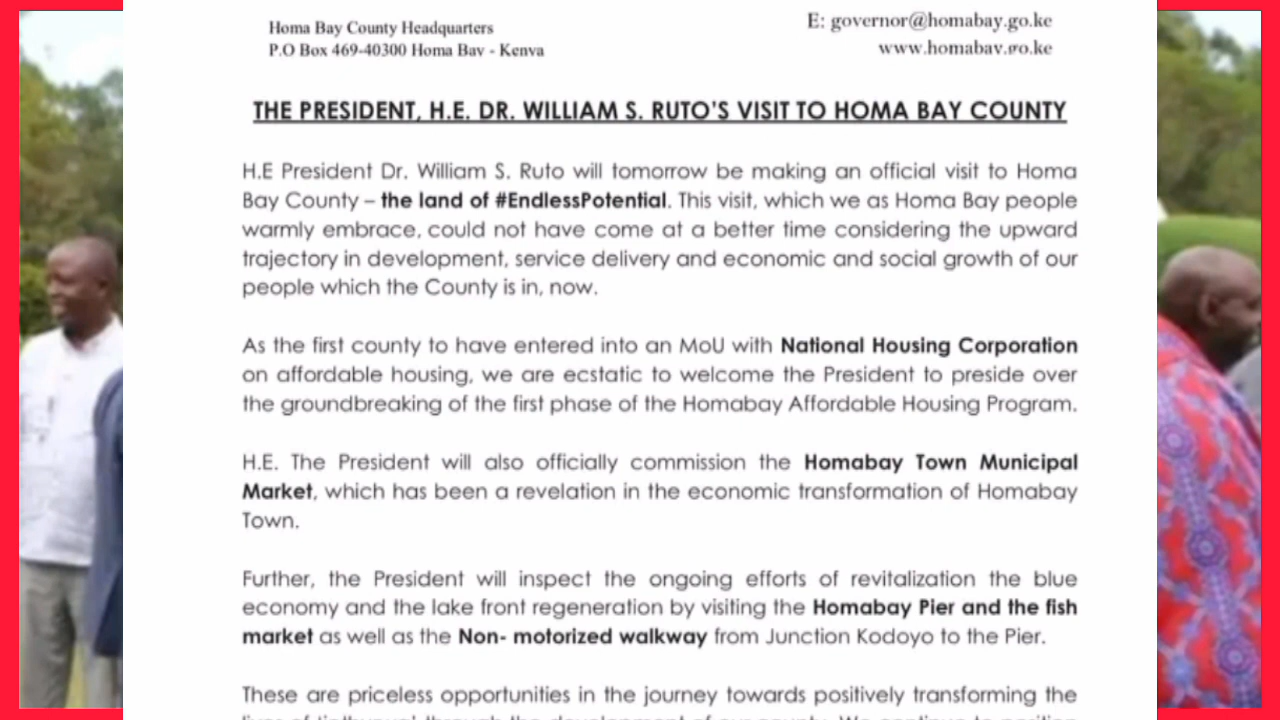 Homa Bay County Headquarters
E: governor@homabay.go.ke
P.O Box 469-40300 Homa Bay - Kenya
www.homabay.go.ke
THE PRESIDENT, H.E. DR. WILLIAM S. RUTO'S VISIT TO HOMA BAY COUNTY
H.E President Dr. William S. Ruto will tomorrow be making an official visit to Homa
Bay County – the land of #EndlessPotential. This visit, which we as Homa Bay people
warmly embrace, could not have come at a better time considering the upward
trajectory in development, service delivery and economic and social growth of our
people which the County is in, now.
As the first county to have entered into an MoU with National Housing Corporation
on affordable housing, we are ecstatic to welcome the President to preside over
the groundbreaking of the first phase of the Homabay Affordable Housing Program.
H.E. The President will also officially commission the Homabay Town Municipal
Market, which has been a revelation in the economic transformation of Homabay
Town.
Further, the President will inspect the ongoing efforts of revitalization the blue
economy and the lake front regeneration by visiting the Homabay Pier and the fish
market as well as the Non- motorized walkway from Junction Kodoyo to the Pier.
These are priceless opportunities in the journey towards positively transforming the